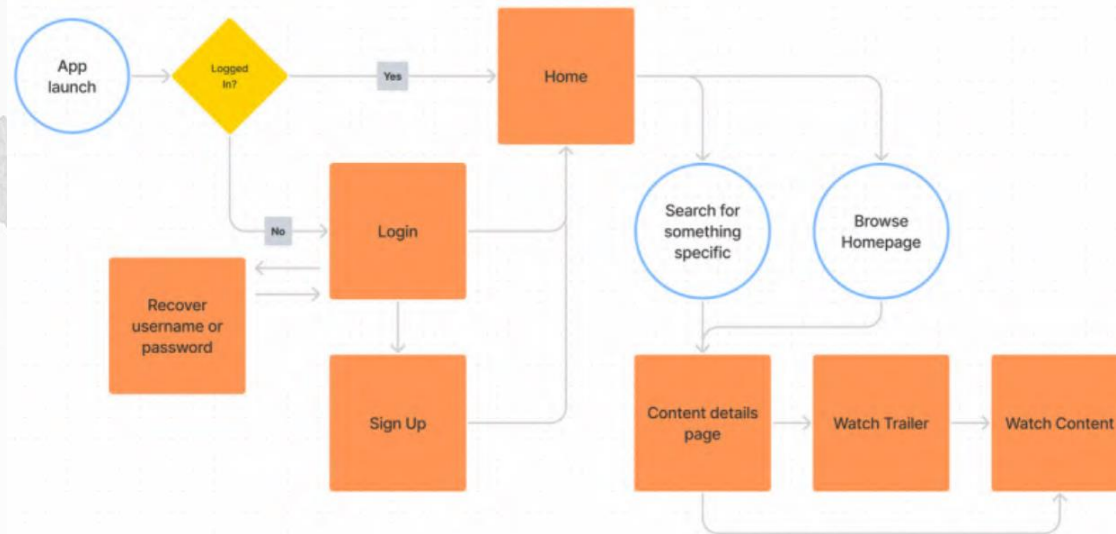 App
launch
Logged
In?
Yes
Home
No
Login
Search for
something
specific
Browse
Homepage
Recover
username or
password
Sign Up
Content details
page
Watch Trailer
Watch Content